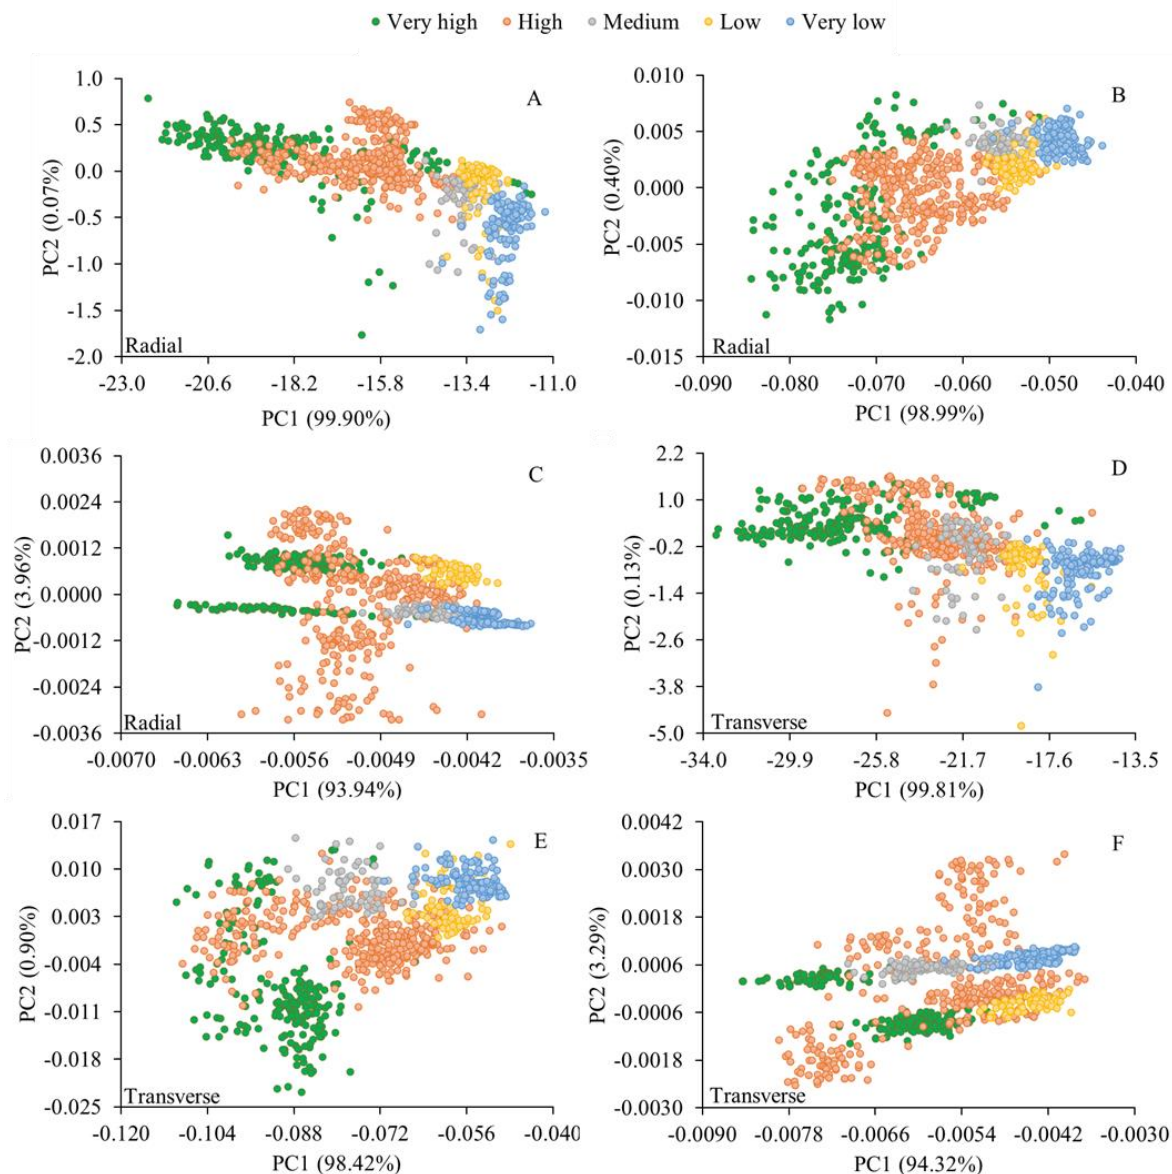 Very high High Medium Low Very low
A
1.0
0.5
0.0
-0.5
-1.0
-1.5
-2.0
PC2 (0.07%)
Radial
-23.0 -20.6 -18.2 -15.8 -13.4 -11.0
PC1 (99.90%)
B
0.010
0.005
0.000
-0.005
-0.010
-0.015
PC2 (0.40%)
Radial
-0.090 -0.080 -0.070 -0.060 -0.050 -0.040
PC1 (98.99%)
C
0.0036
0.0024
0.0012
0.0000
-0.0012
-0.0024
-0.0036
PC2 (3.96%)
Radial
-0.0070 -0.0063 -0.0056 -0.0049 -0.0042 -0.0035
PC1 (93.94%)
D
2.2
1.0
-0.2
-1.4
-2.6
-3.8
-5.0
PC2 (0.13%)
Transverse
-34.0 -29.9 -25.8 -21.7 -17.6 -13.5
PC1 (99.81%)
E
0.017
0.010
0.003
-0.004
-0.011
-0.018
-0.025
PC2 (0.90%)
Transverse
-0.120 -0.104 -0.088 -0.072 -0.056 -0.040
PC1 (98.42%)
F
0.0042
0.0030
0.0018
0.0006
-0.0006
-0.0018
-0.0030
PC2 (3.29%)
Transverse
-0.0090 -0.0078 -0.0066 -0.0054 -0.0042 -0.0030
PC1 (94.32%)